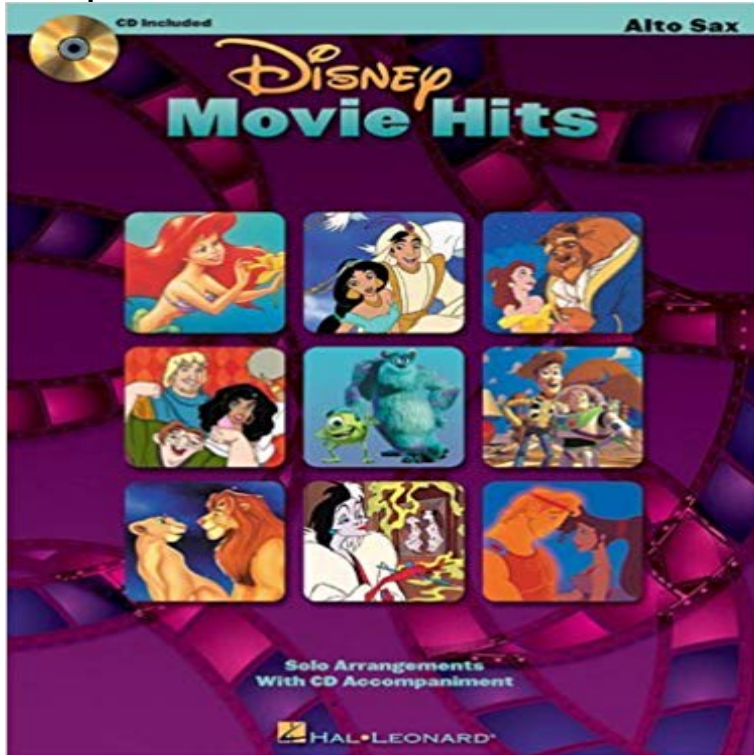 CD Included
Alto Sax
Disney
Movie Hits
Solo Arrangements
With CD Accompaniment
HAL•LEONARD®